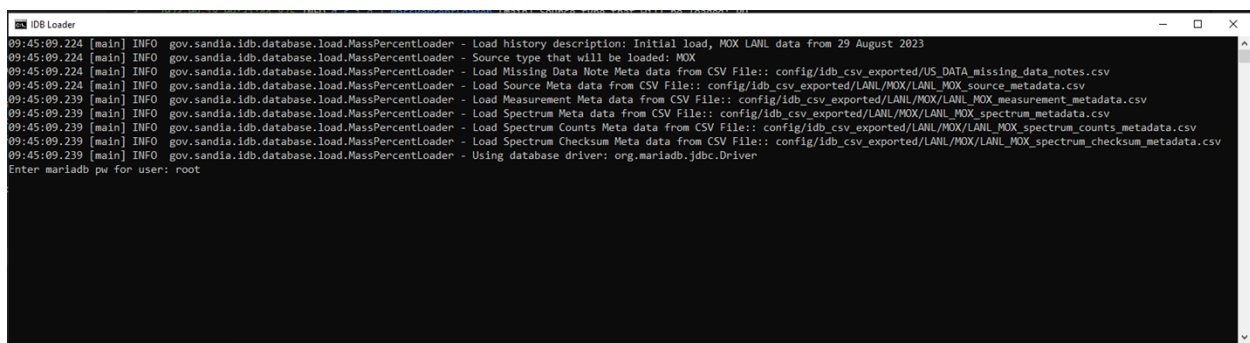 IDB Loader
09:45:09.224 [main] INFO  gov.sandia.idb.database.load.MassPercentLoader - Load history description: Initial load, MOX LANL data from 29 August 2023
09:45:09.224 [main] INFO  gov.sandia.idb.database.load.MassPercentLoader - Source type that will be loaded: MOX
09:45:09.224 [main] INFO  gov.sandia.idb.database.load.MassPercentLoader - Load Missing Data Note Meta data from CSV File:: config/idb_csv_exported/US_DATA_missing_data_notes.csv
09:45:09.224 [main] INFO  gov.sandia.idb.database.load.MassPercentLoader - Load Source Meta data from CSV File:: config/idb_csv_exported/LANL/MOX/LANL_MOX_source_metadata.csv
09:45:09.239 [main] INFO  gov.sandia.idb.database.load.MassPercentLoader - Load Measurement Meta data from CSV File:: config/idb_csv_exported/LANL/MOX/LANL_MOX_measurement_metadata.csv
09:45:09.239 [main] INFO  gov.sandia.idb.database.load.MassPercentLoader - Load Spectrum Meta data from CSV File:: config/idb_csv_exported/LANL/MOX/LANL_MOX_spectrum_metadata.csv
09:45:09.239 [main] INFO  gov.sandia.idb.database.load.MassPercentLoader - Load Spectrum Counts Meta data from CSV File:: config/idb_csv_exported/LANL/MOX/LANL_MOX_spectrum_counts_metadata.csv
09:45:09.239 [main] INFO  gov.sandia.idb.database.load.MassPercentLoader - Load Spectrum Checksum Meta data from CSV File:: config/idb_csv_exported/LANL/MOX/LANL_MOX_spectrum_checksum_metadata.csv
09:45:09.239 [main] INFO  gov.sandia.idb.database.load.MassPercentLoader - Using database driver: org.mariadb.jdbc.Driver
Enter mariadb pw for user: root